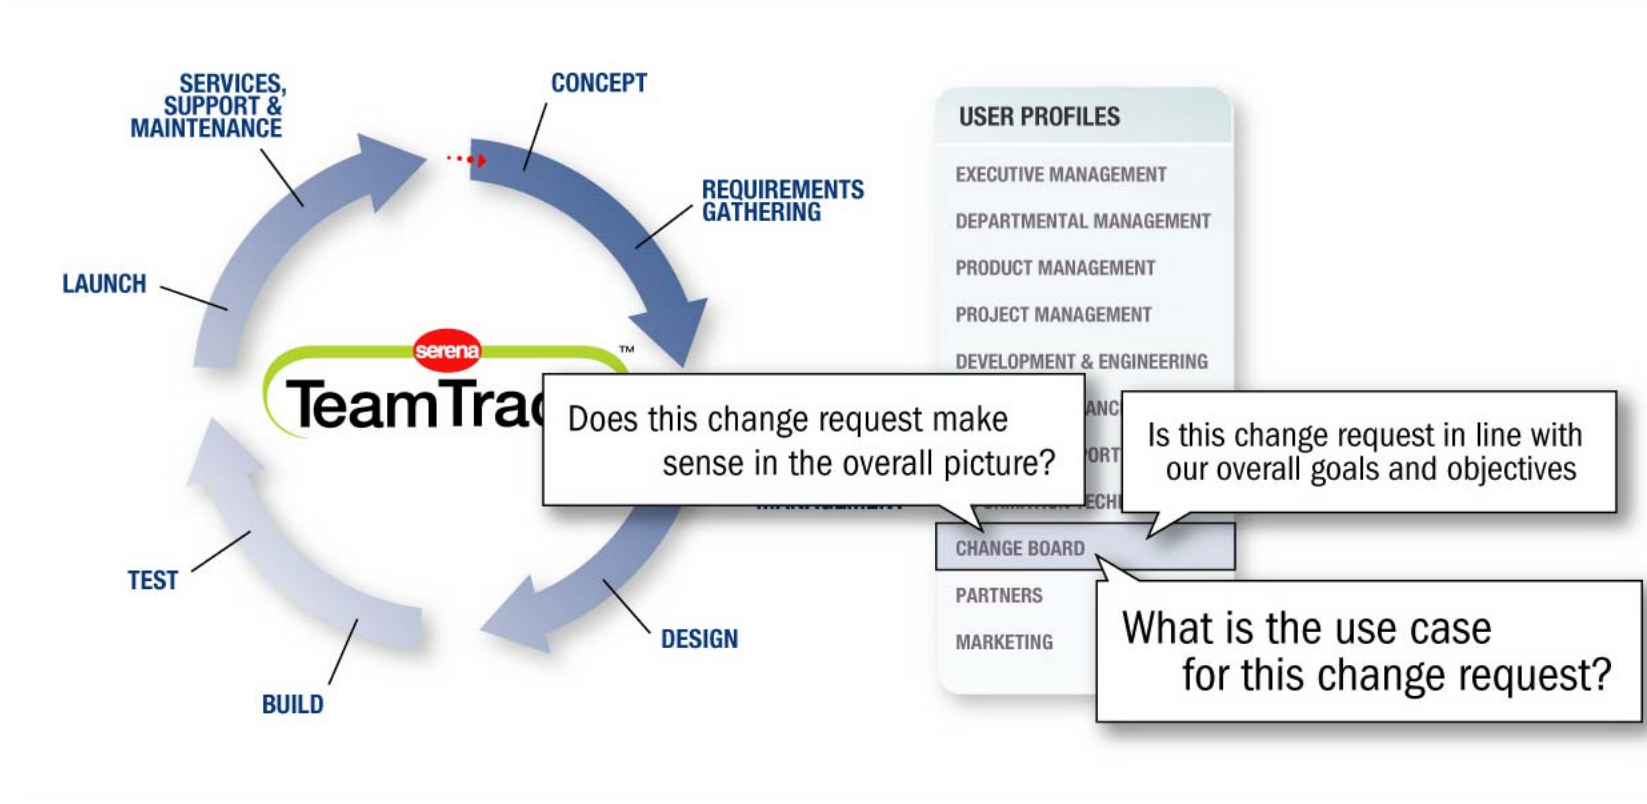 SERVICES,
SUPPORT &
MAINTENANCE
CONCEPT
REQUIREMENTS
GATHERING
LAUNCH
serena
TM
TeamTrac
DESIGN
TEST
BUILD
USER PROFILES
EXECUTIVE MANAGEMENT
DEPARTMENTAL MANAGEMENT
PRODUCT MANAGEMENT
PROJECT MANAGEMENT
DEVELOPMENT & ENGINEERING
Does this change request make
sense in the overall picture?
Is this change request in line with
our overall goals and objectives
CHANGE BOARD
PARTNERS
MARKETING
What is the use case
for this change request?